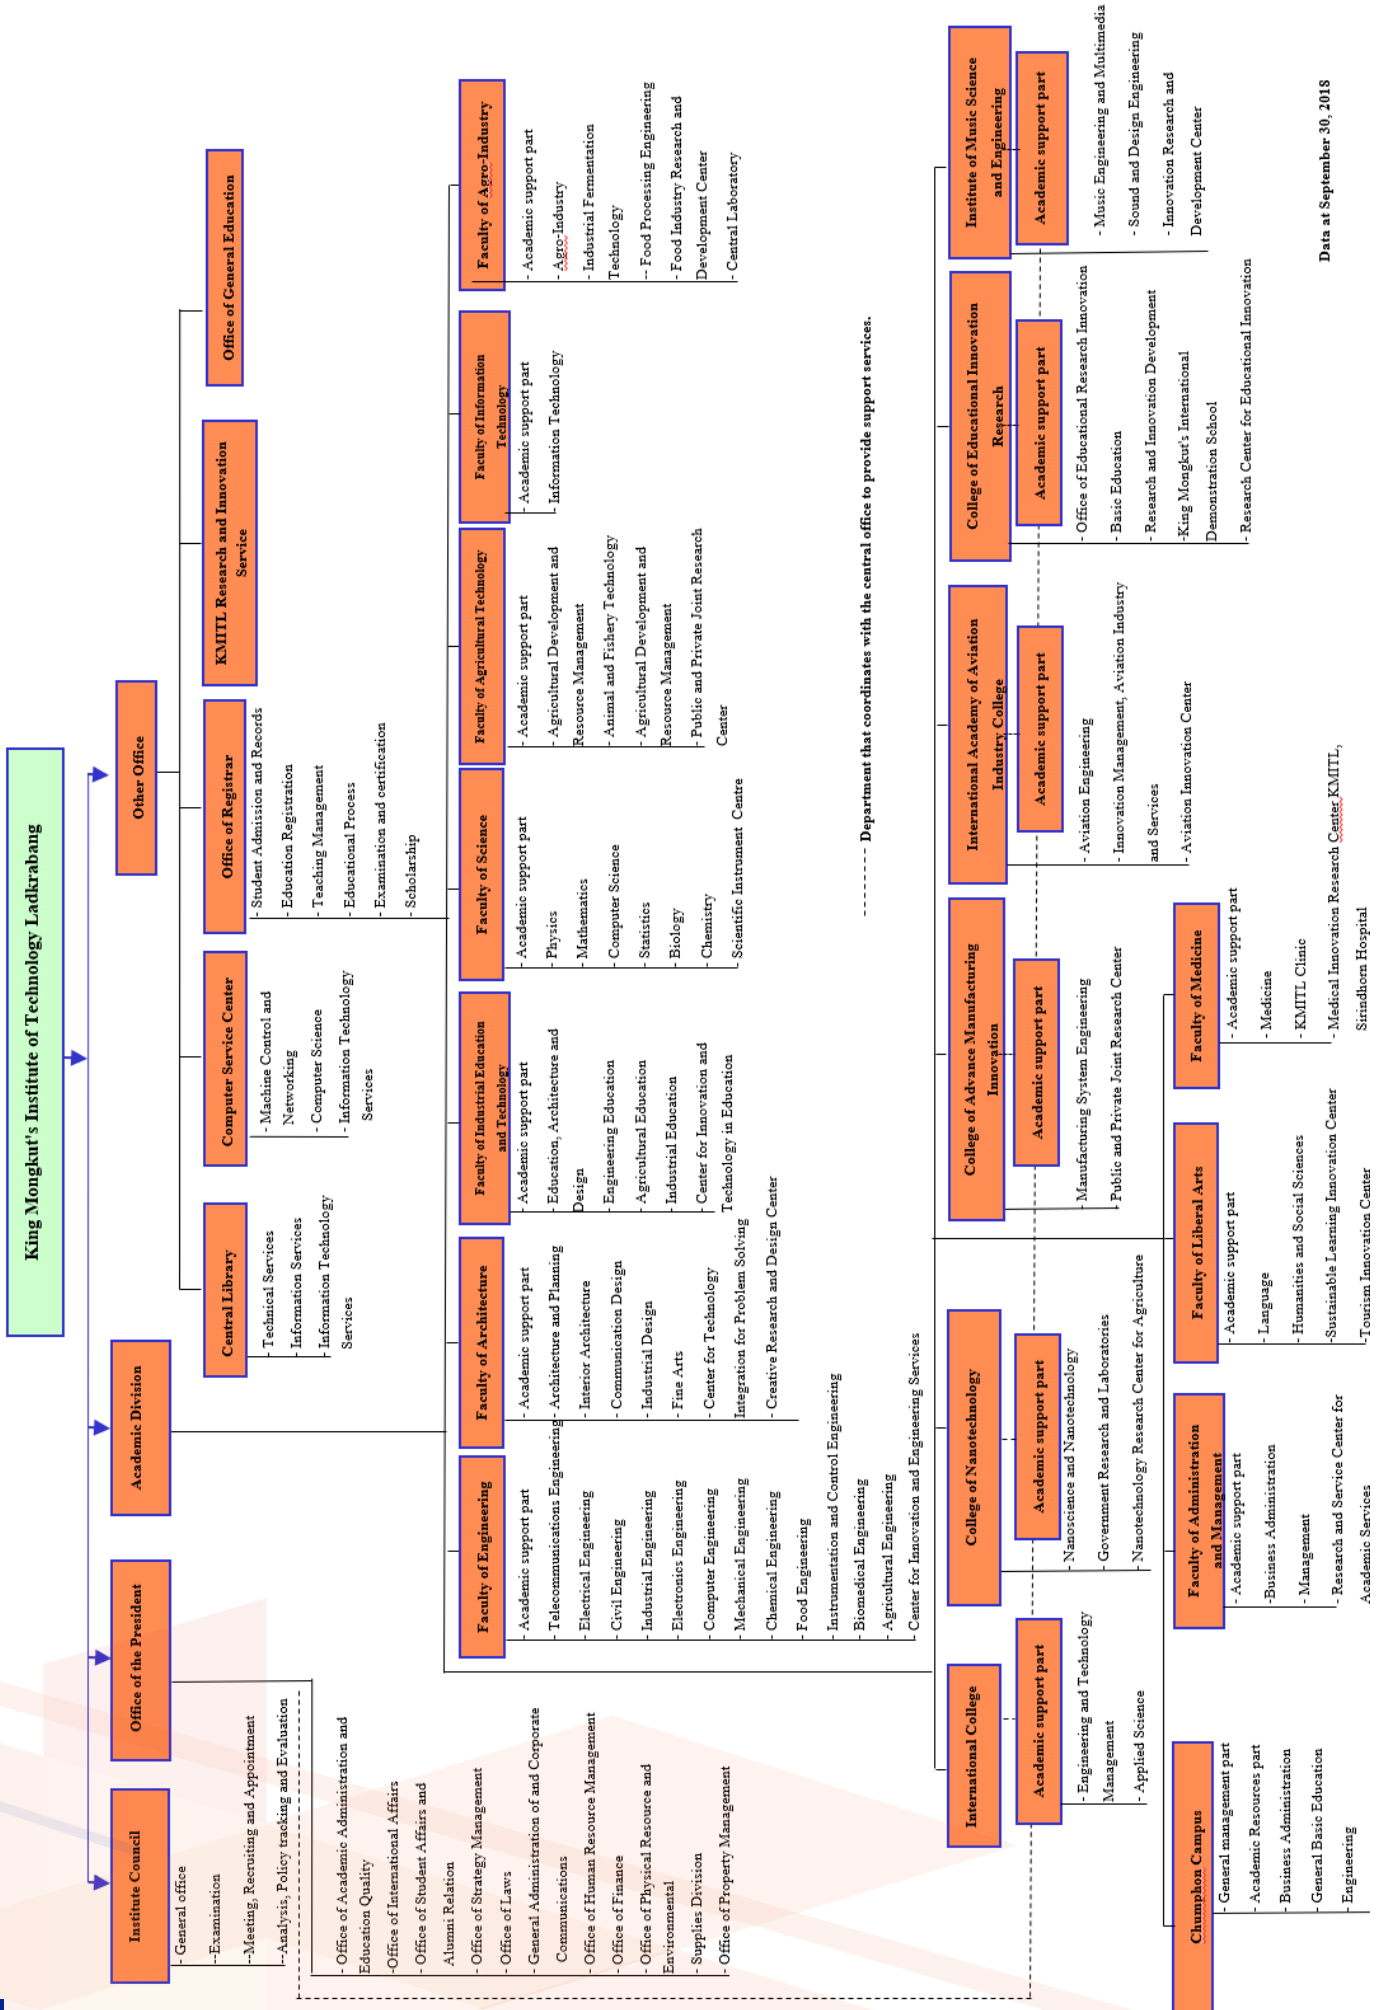 King Mongkut's Institute of Technology Ladkrabang
Institute Council
- General office
--Examination
--Meeting, Recruiting and Appointment
--Analysis, Policy tracking and Evaluation
Office of the President
- Office of Academic Administration and
Education Quality
-Office of International Affairs
- Office of Student Affairs and
Alumni Relation
- Office of Strategy Management
- Office of Laws
- General Administration of and Corporate
Communications
- Office of Human Resource Management
- Office of Finance
- Office of Physical Resource and
Environmental
- Supplies Division
- Office of Property Management
Academic Division
Other Office
Central Library
- Technical Services
- Information Services
- Information Technology
Services
Computer Service Center
- Machine Control and
Networking
- Computer Science
- Information Technology
Services
Office of Registrar
- Student Admission and Records
- Education Registration
- Teaching Management
- Educational Process
- Examination and certification
- Scholarship
KMITL Research and Innovation
Service
Office of General Education
Faculty of Engineering
- Academic support part
- Telecommunications Engineering
- Electrical Engineering
- Civil Engineering
- Industrial Engineering
- Electronics Engineering
- Computer Engineering
- Mechanical Engineering
- Chemical Engineering
- Food Engineering
- Instrumentation and Control Engineering
- Biomedical Engineering
- Agricultural Engineering
- Center for Innovation and Engineering Services
Faculty of Architecture
- Academic support part
- Architecture and Planning
- Interior Architecture
- Communication Design
- Industrial Design
- Fine Arts
- Center for Technology
Integration for Problem Solving
- Creative Research and Design Center
Faculty of Industrial Education
and Technology
- Academic support part
- Education, Architecture and
Design
- Engineering Education
- Agricultural Education
- Industrial Education
- Center for Innovation and
Technology in Education
Faculty of Science
- Academic support part
- Physics
- Mathematics
- Computer Science
- Statistics
- Biology
- Chemistry
- Scientific Instrument Centre
Faculty of Agricultural Technology
- Academic support part
- Agricultural Development and
Resource Management
- Animal and Fishery Technology
- Agricultural Development and
Resource Management
- Public and Private Joint Research
Center
Faculty of Information
Technology
- Academic support part
- Information Technology
Faculty of Agro-Industry
- Academic support part
- Agro-Industry
- Industrial Fermentation
Technology
-- Food Processing Engineering
- Food Industry Research and
Development Center
- Central Laboratory
------- Department that coordinates with the central office to provide support services.
International College
Academic support part
- Engineering and Technology
Management
- Applied Science
College of Nanotechnology
Academic support part
- Nanoscience and Nanotechnology
- Government Research and Laboratories
- Nanotechnology Research Center for Agriculture
College of Advance Manufacturing
Innovation
Academic support part
- Manufacturing System Engineering
- Public and Private Joint Research Center
International Academy of Aviation
Industry College
Academic support part
- Aviation Engineering
- Innovation Management, Aviation Industry
and Services
- Aviation Innovation Center
College of Educational Innovation
Research
Academic support part
- Office of Educational Research Innovation
- Basic Education
- Research and Innovation Development
-King Mongkut's International
Demonstration School
- Research Center for Educational Innovation
Institute of Music Science
and Engineering
Academic support part
- Music Engineering and Multimedia
- Sound and Design Engineering
- Innovation Research and
Development Center
Chumphon Campus
- General management part
- Academic Resources part
- Business Administration
- General Basic Education
- Engineering
Faculty of Administration
and Management
- Academic support part
-Business Administration
- Management
- Research and Service Center for
Academic Services
Faculty of Liberal Arts
- Academic support part
- Language
- Humanities and Social Sciences
-Sustainable Learning Innovation Center
-Tourism Innovation Center
Faculty of Medicine
- Academic support part
- Medicine
- KMITL Clinic
- Medical Innovation Research Center KMITL,
Sirindhorn Hospital
Data at September 30, 2018